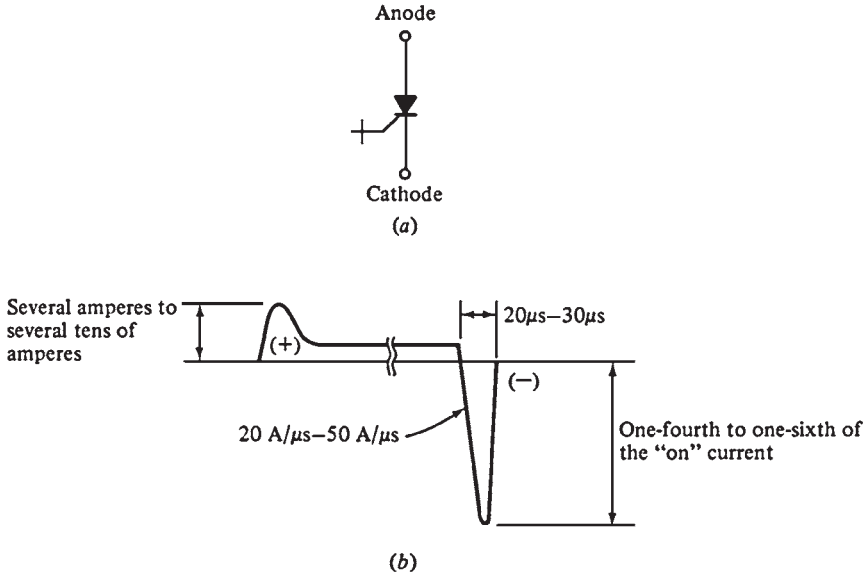 Anode
Cathode
(a)
Several amperes to
several tens of
amperes
(+)
20μs–30μs
(−)
20 A/μs–50 A/μs
One-fourth to one-sixth of
the “on” current
(b)